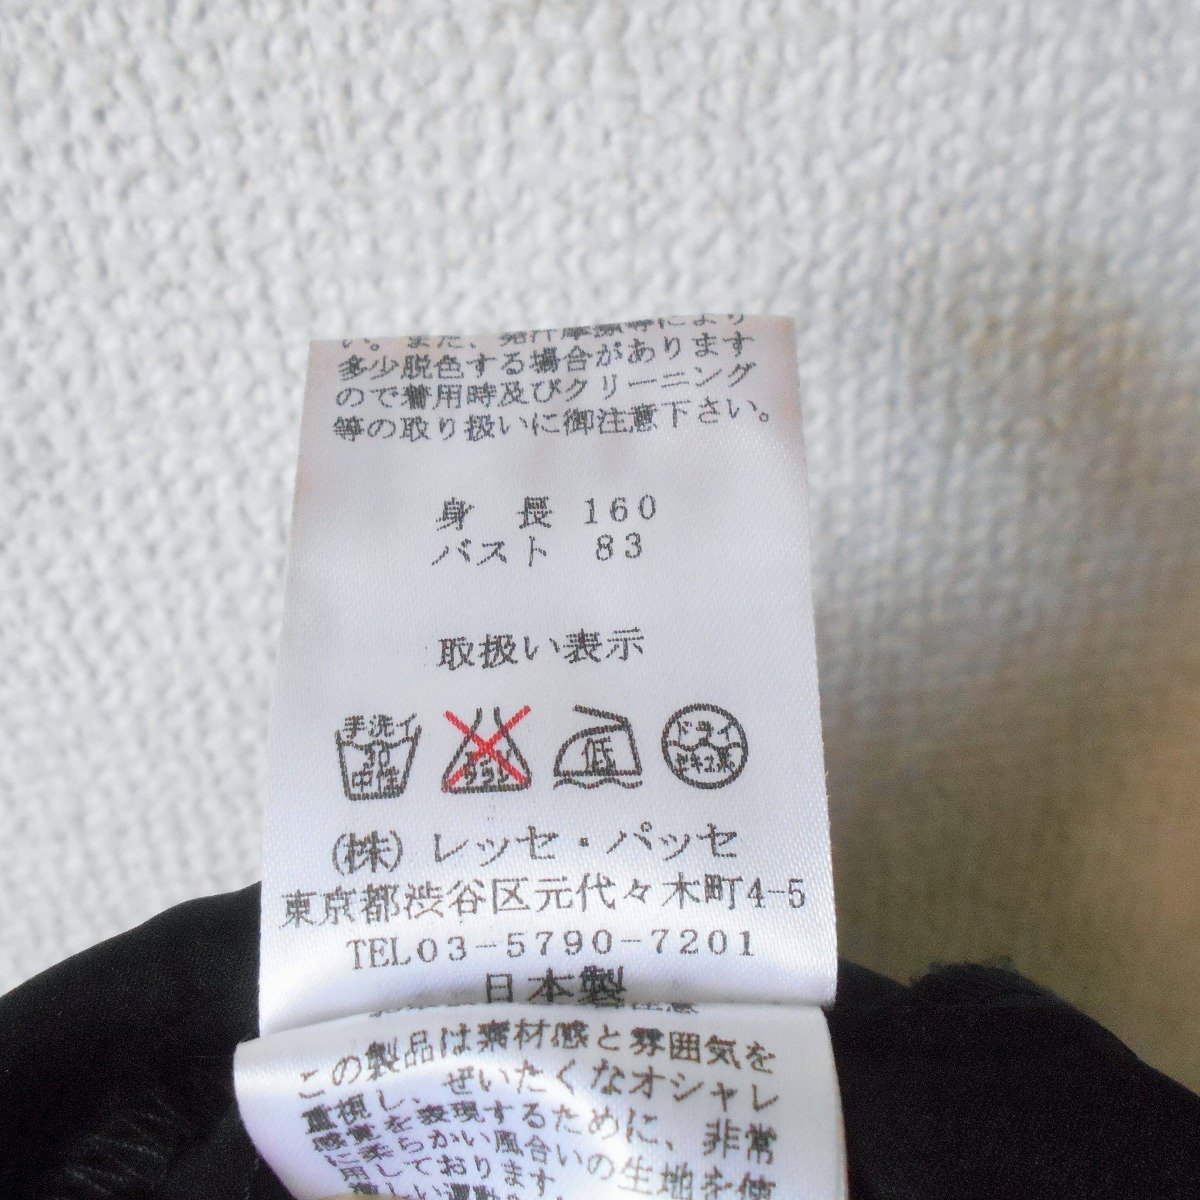 い。また、発汗摩擦等により
多少脱色する場合があります
ので着用時及びクリーニング
等の取り扱いに御注意下さい。
身 長 160
バスト 83
取扱い表示
手洗イ
30
中性
エンソ
サラシ
低
ドライ
セキユ系
(株) レッセ・パッセ
東京都渋谷区元代々木町4-5
TEL03-5790-7201
日本製
この製品は素材感と雰囲気を
重視し、ぜいたくなオシャレ
感を表現するために、非常
に柔らかい風合いの生地を使
用しております